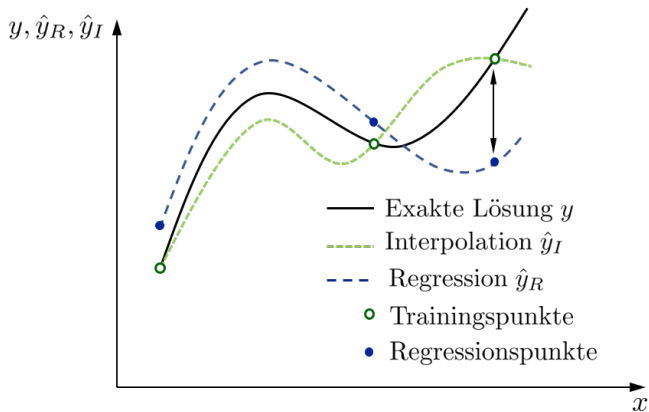 y, ŷ_R, ŷ_I
Exakte Lösung y
Interpolation ŷ_I
Regression ŷ_R
Trainingspunkte
Regressionspunkte
x